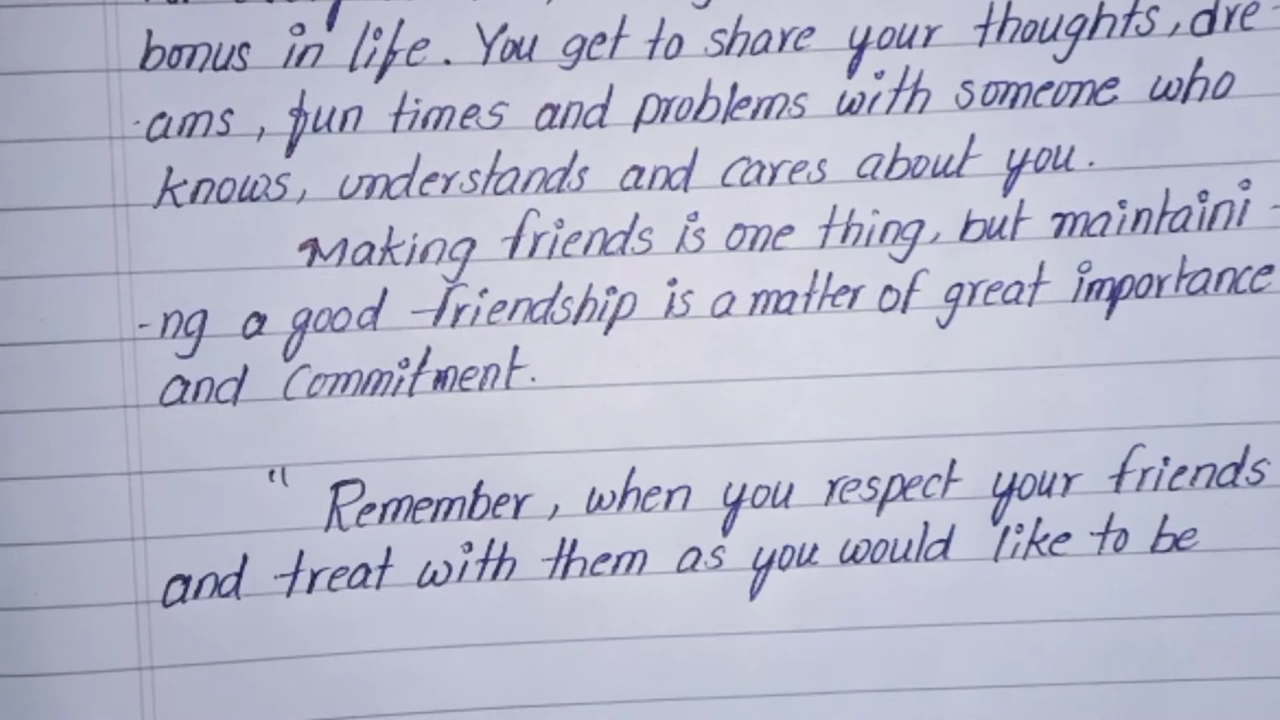 bonus in life. You get to share your thoughts, dre-
-ams, fun times and problems with someone who
knows, understands and cares about you.
Making friends is one thing, but maintaini-
-ng a good friendship is a matter of great importance
and Commitment.
" Remember, when you respect your friends
and treat with them as you would like to be